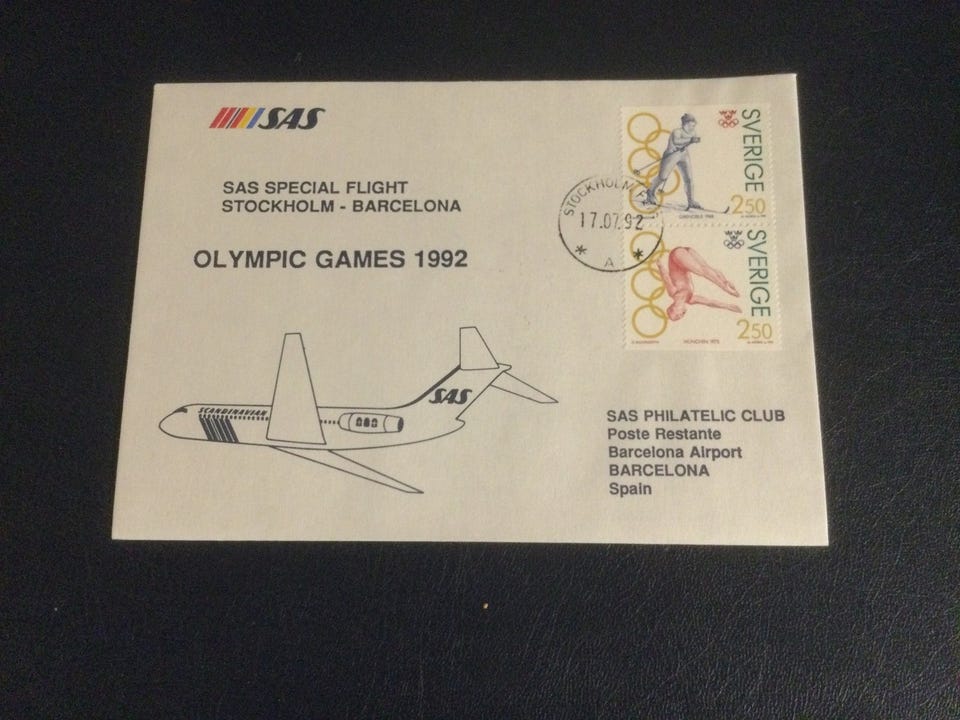 SAS
SAS SPECIAL FLIGHT
STOCKHOLM - BARCELONA
OLYMPIC GAMES 1992
SVERIGE
2.50
GRENOBLE 1968
STOCKHOLM
17.07.92
A
SVERIGE
2.50
MÜNCHEN 1972
SCANDINAVIAN
SAS
SAS PHILATELIC CLUB
Poste Restante
Barcelona Airport
BARCELONA
Spain